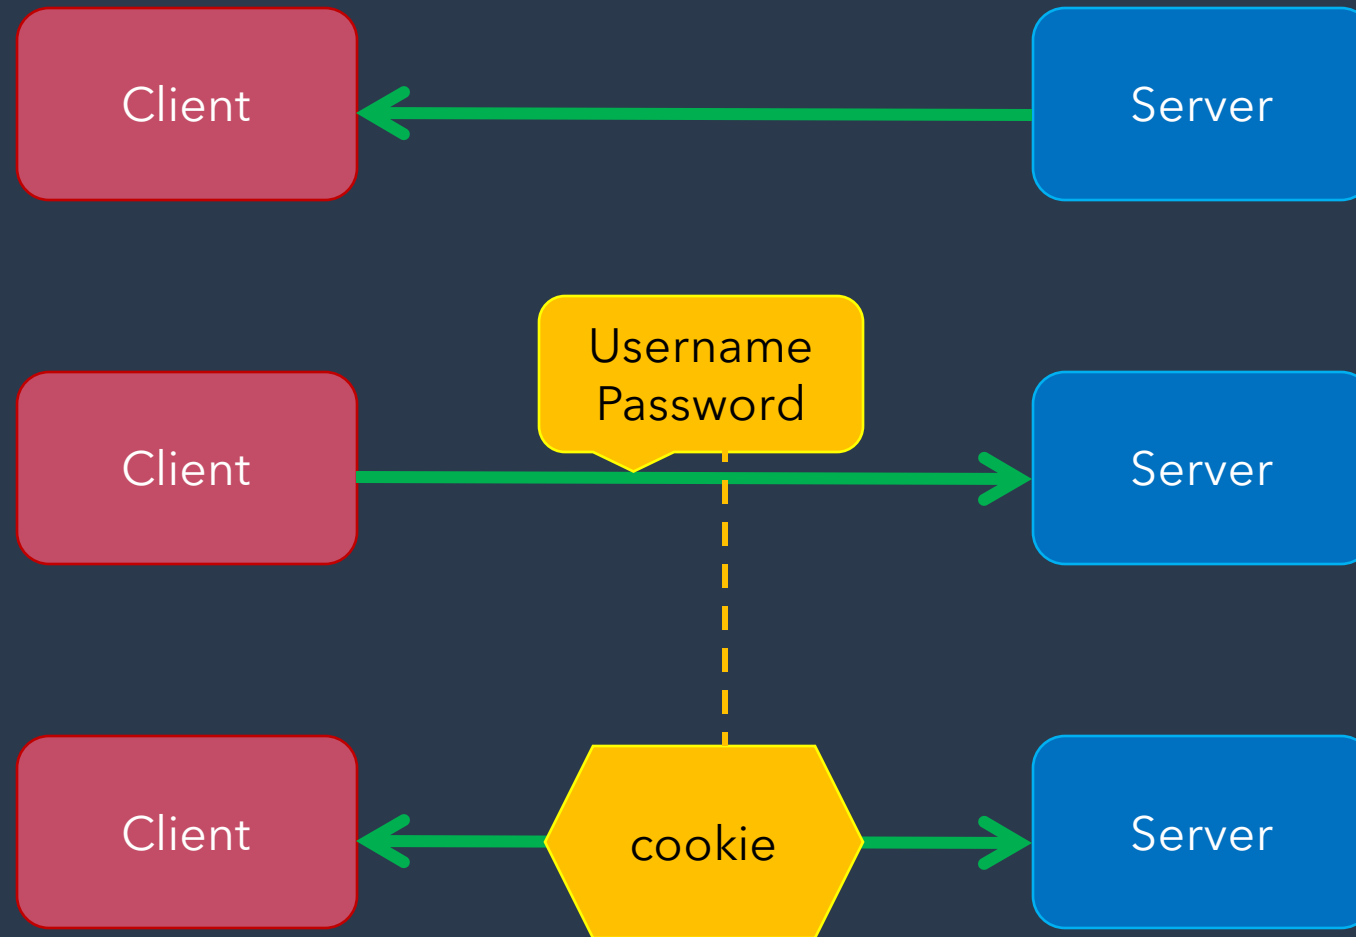 Client
Server
Username
Password
Client
Server
Client
cookie
Server